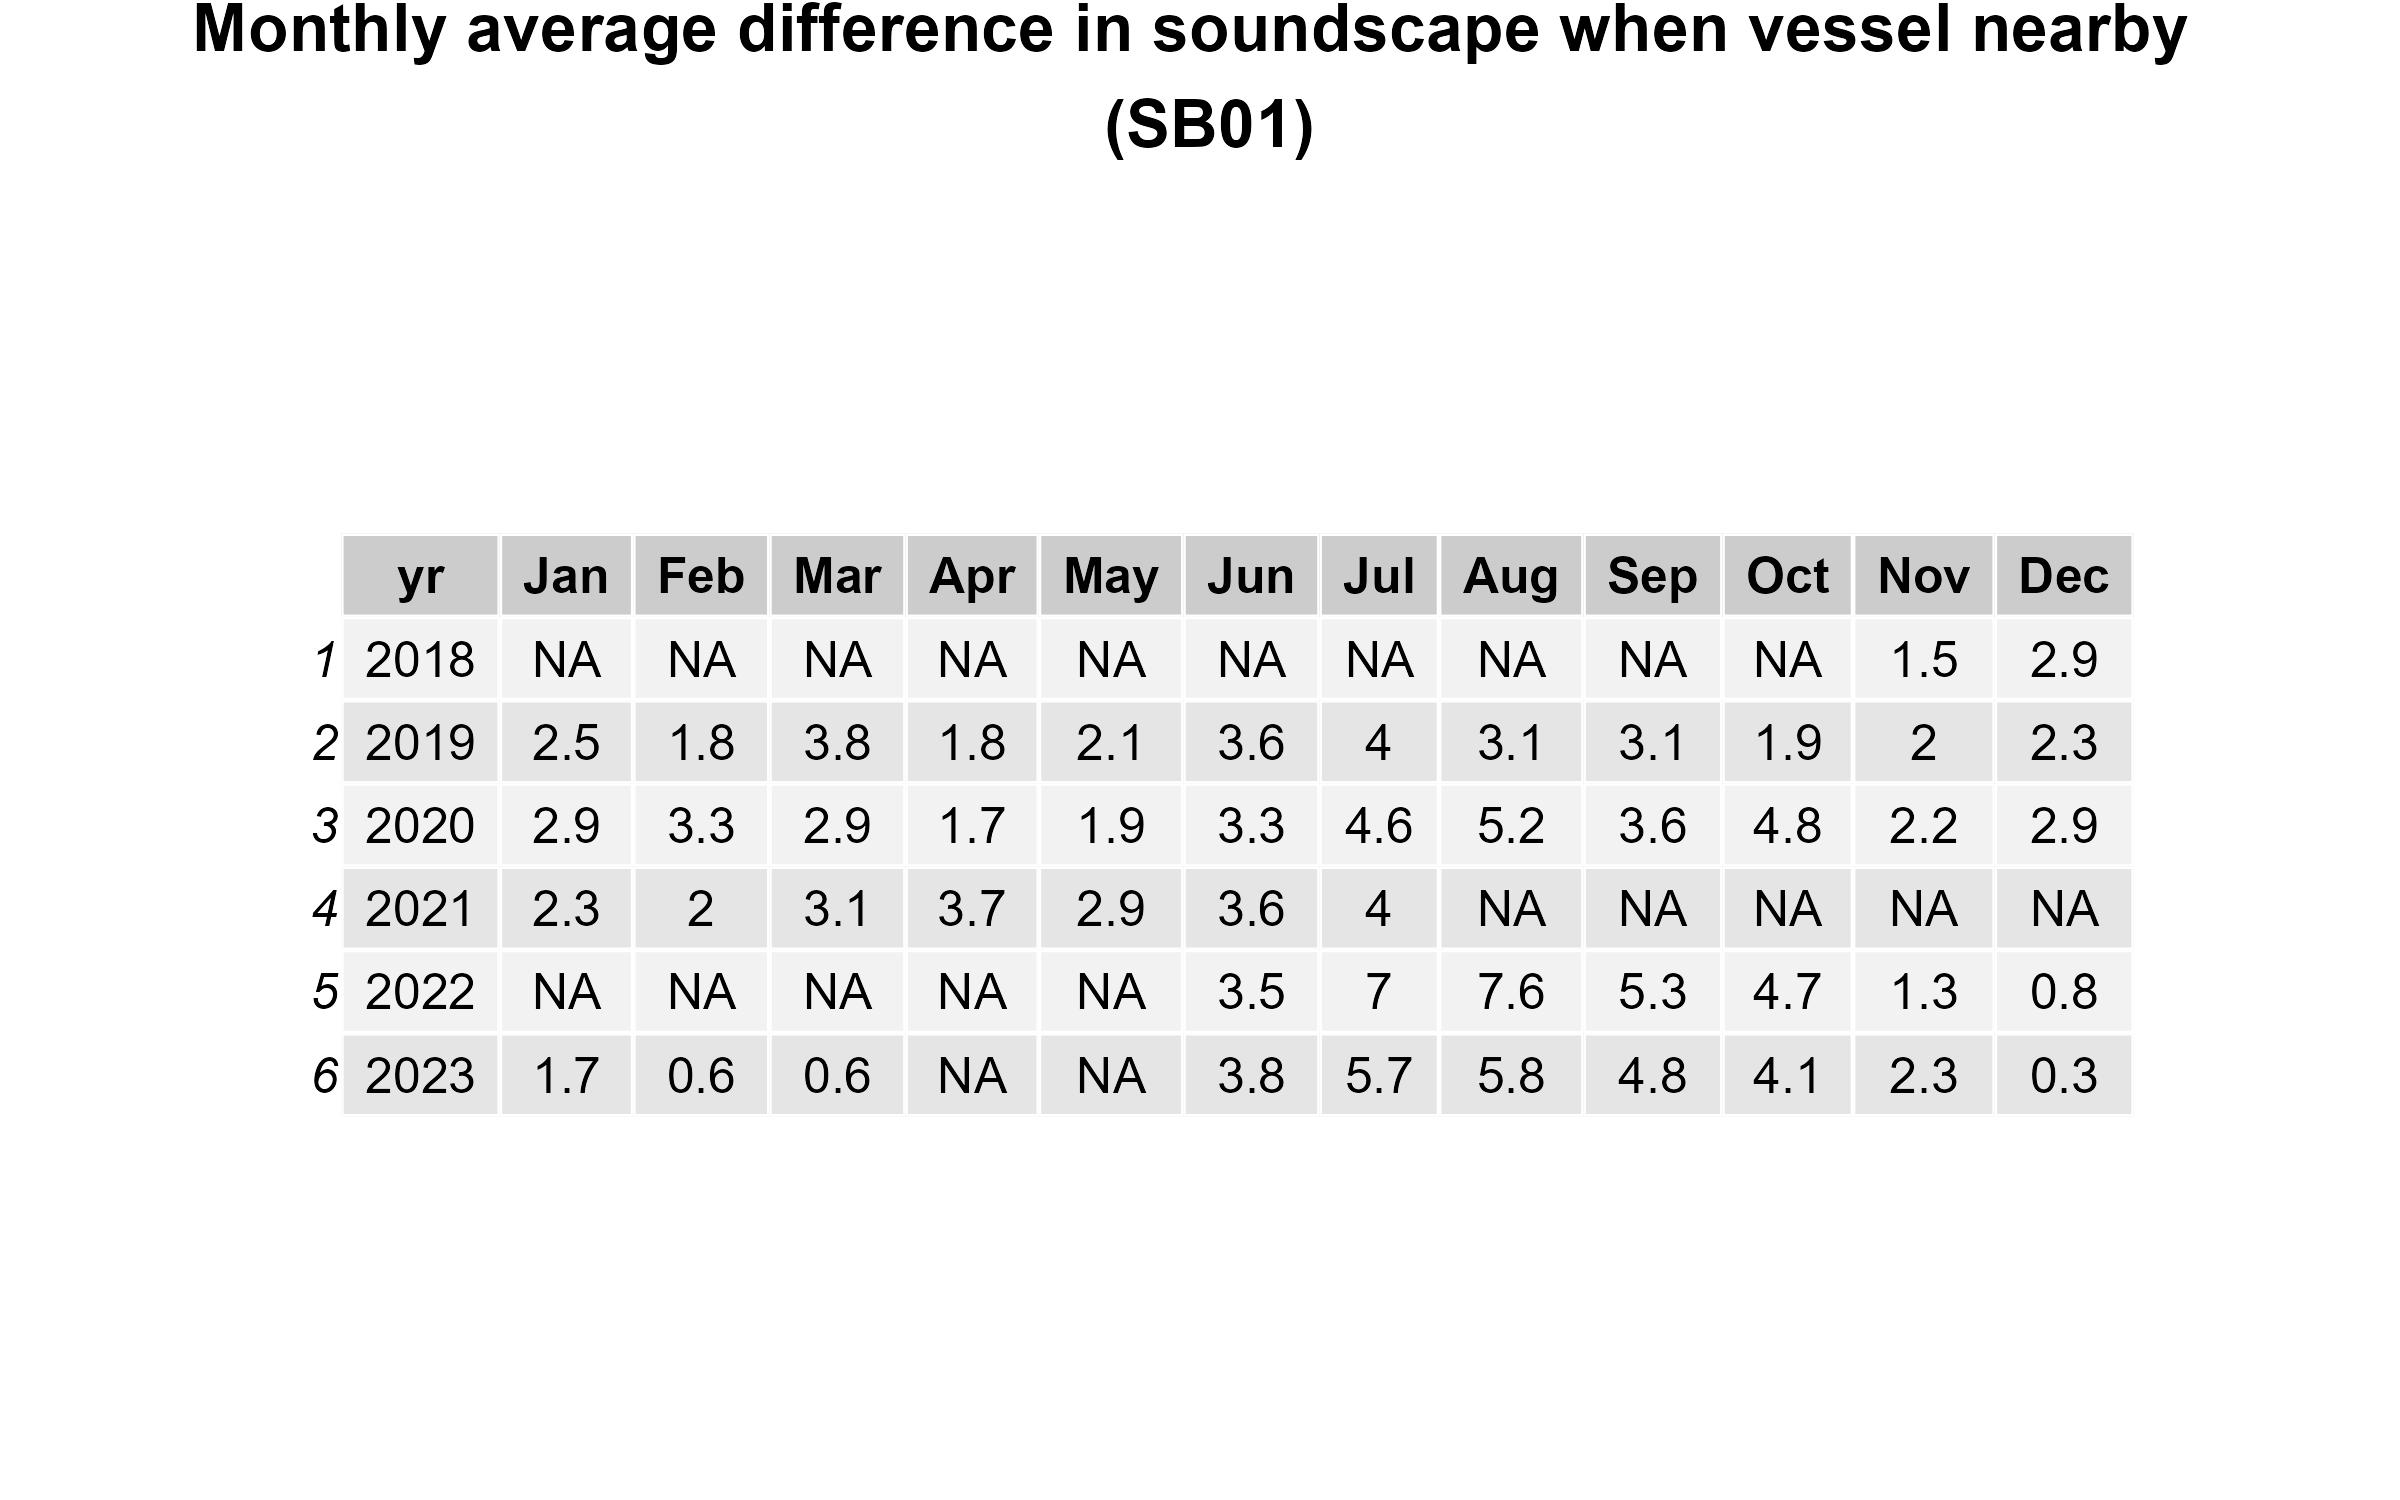 Monthly average difference in soundscape when vessel nearby
(SB01)
yr Jan Feb Mar Apr May Jun Jul Aug Sep Oct Nov Dec
1 2018 NA NA NA NA NA NA NA NA NA NA 1.5 2.9
2 2019 2.5 1.8 3.8 1.8 2.1 3.6 4 3.1 3.1 1.9 2 2.3
3 2020 2.9 3.3 2.9 1.7 1.9 3.3 4.6 5.2 3.6 4.8 2.2 2.9
4 2021 2.3 2 3.1 3.7 2.9 3.6 4 NA NA NA NA NA
5 2022 NA NA NA NA NA 3.5 7 7.6 5.3 4.7 1.3 0.8
6 2023 1.7 0.6 0.6 NA NA 3.8 5.7 5.8 4.8 4.1 2.3 0.3